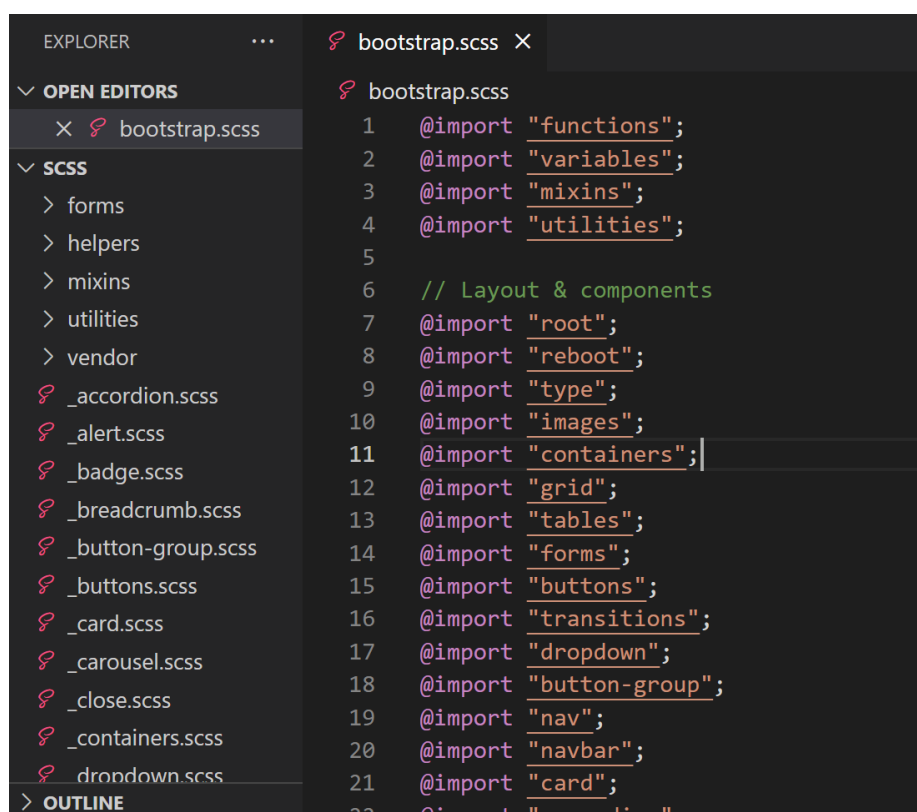 EXPLORER ...
OPEN EDITORS
bootstrap.scss
SCSS
forms
helpers
mixins
utilities
vendor
_accordion.scss
_alert.scss
_badge.scss
_breadcrumb.scss
_button-group.scss
_buttons.scss
_card.scss
_carousel.scss
_close.scss
_containers.scss
_dropdown.scss
OUTLINE
bootstrap.scss
bootstrap.scss
1 @import "functions";
2 @import "variables";
3 @import "mixins";
4 @import "utilities";
5
6 // Layout & components
7 @import "root";
8 @import "reboot";
9 @import "type";
10 @import "images";
11 @import "containers";
12 @import "grid";
13 @import "tables";
14 @import "forms";
15 @import "buttons";
16 @import "transitions";
17 @import "dropdown";
18 @import "button-group";
19 @import "nav";
20 @import "navbar";
21 @import "card";